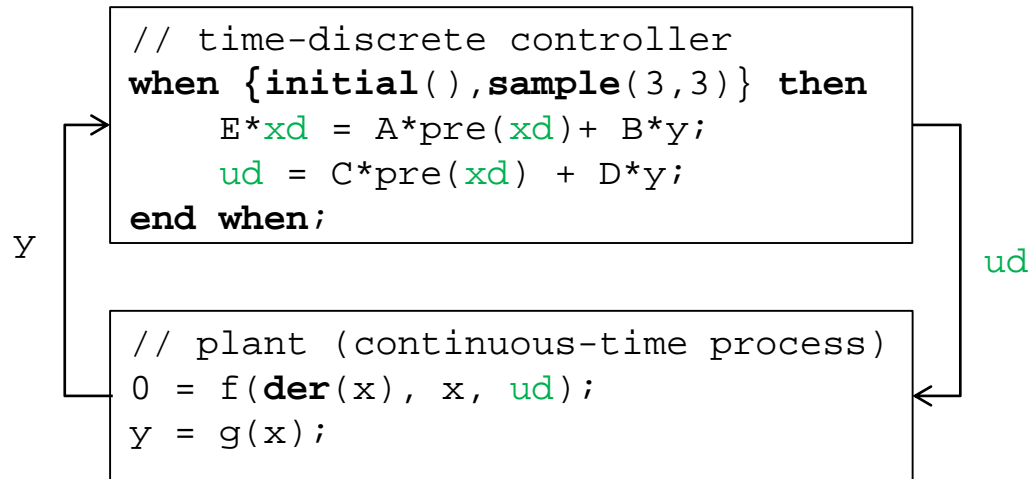 // time-discrete controller
when {initial(),sample(3,3)} then
    E*xd = A*pre(xd)+ B*y;
    ud = C*pre(xd) + D*y;
end when;
y
ud
// plant (continuous-time process)
0 = f(der(x), x, ud);
y = g(x);